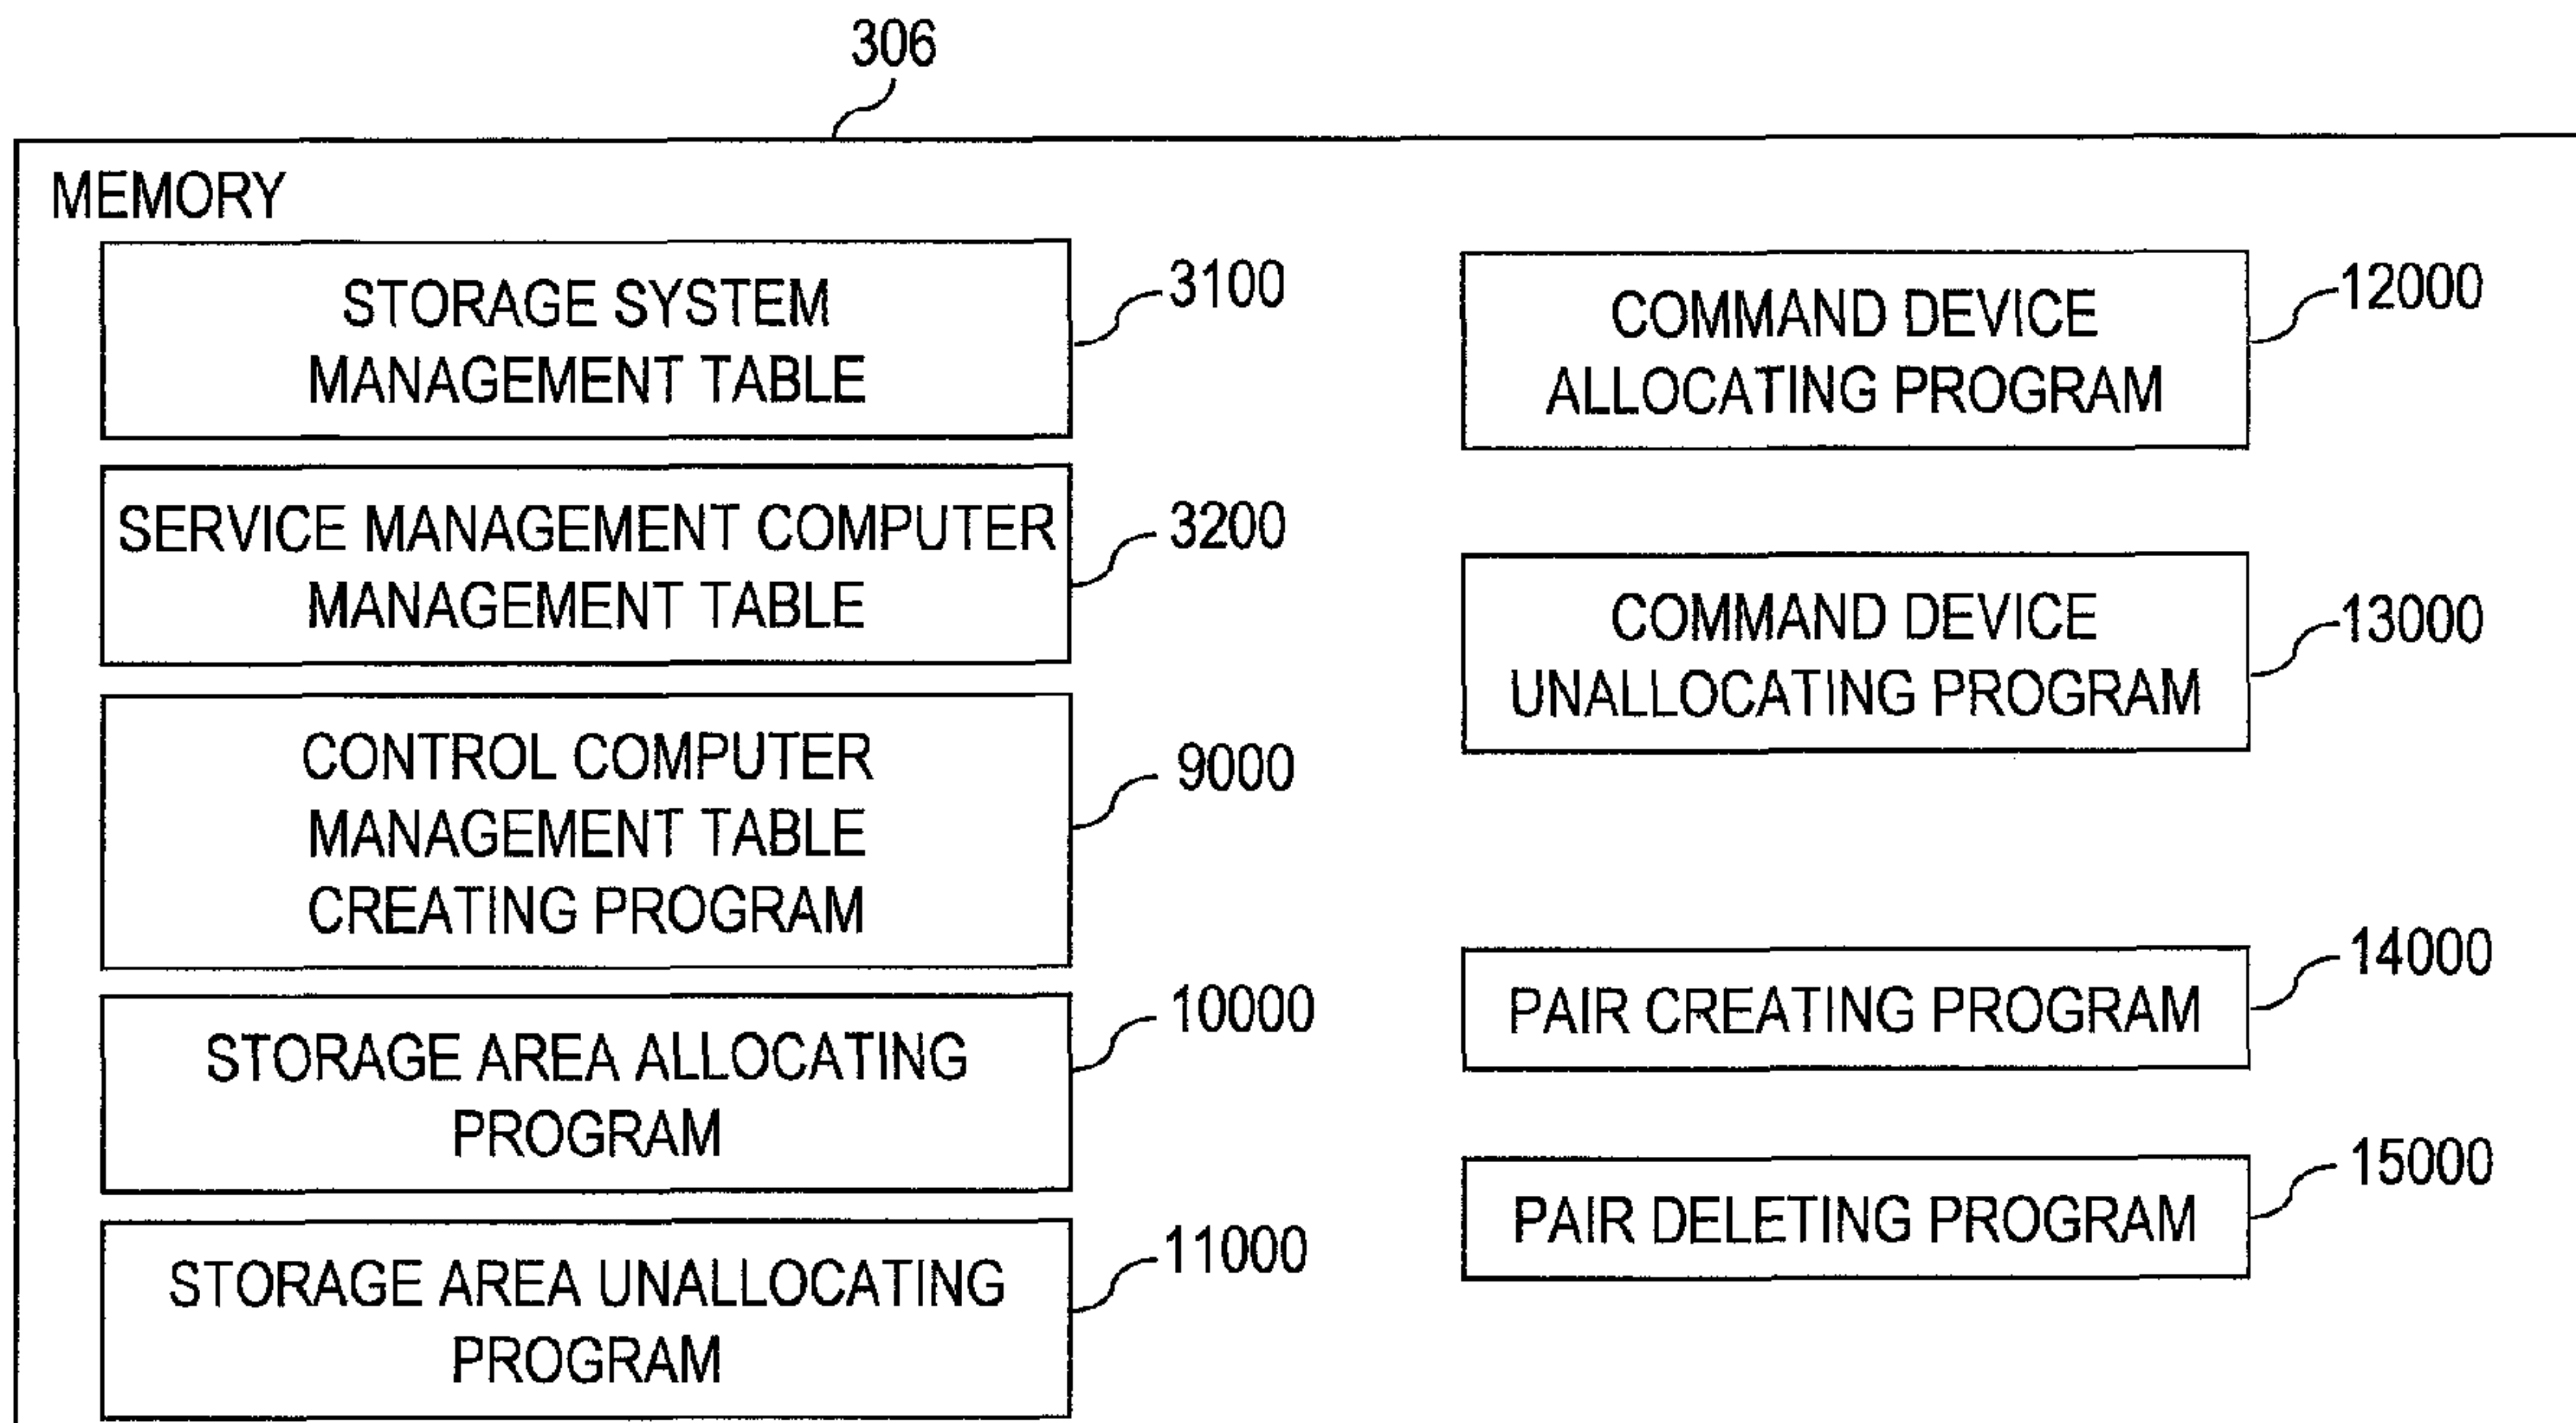 306
MEMORY
STORAGE SYSTEM
MANAGEMENT TABLE
3100
SERVICE MANAGEMENT COMPUTER
MANAGEMENT TABLE
3200
CONTROL COMPUTER
MANAGEMENT TABLE
CREATING PROGRAM
9000
STORAGE AREA ALLOCATING
PROGRAM
10000
STORAGE AREA UNALLOCATING
PROGRAM
11000
COMMAND DEVICE
ALLOCATING PROGRAM
12000
COMMAND DEVICE
UNALLOCATING PROGRAM
13000
PAIR CREATING PROGRAM
14000
PAIR DELETING PROGRAM
15000